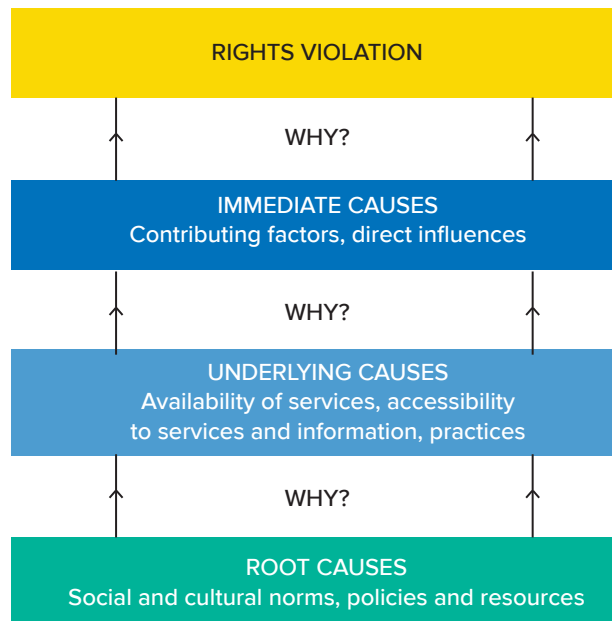 RIGHTS VIOLATION
WHY?
IMMEDIATE CAUSES
Contributing factors, direct influences
WHY?
UNDERLYING CAUSES
Availability of services, accessibility
to services and information, practices
WHY?
ROOT CAUSES
Social and cultural norms, policies and resources